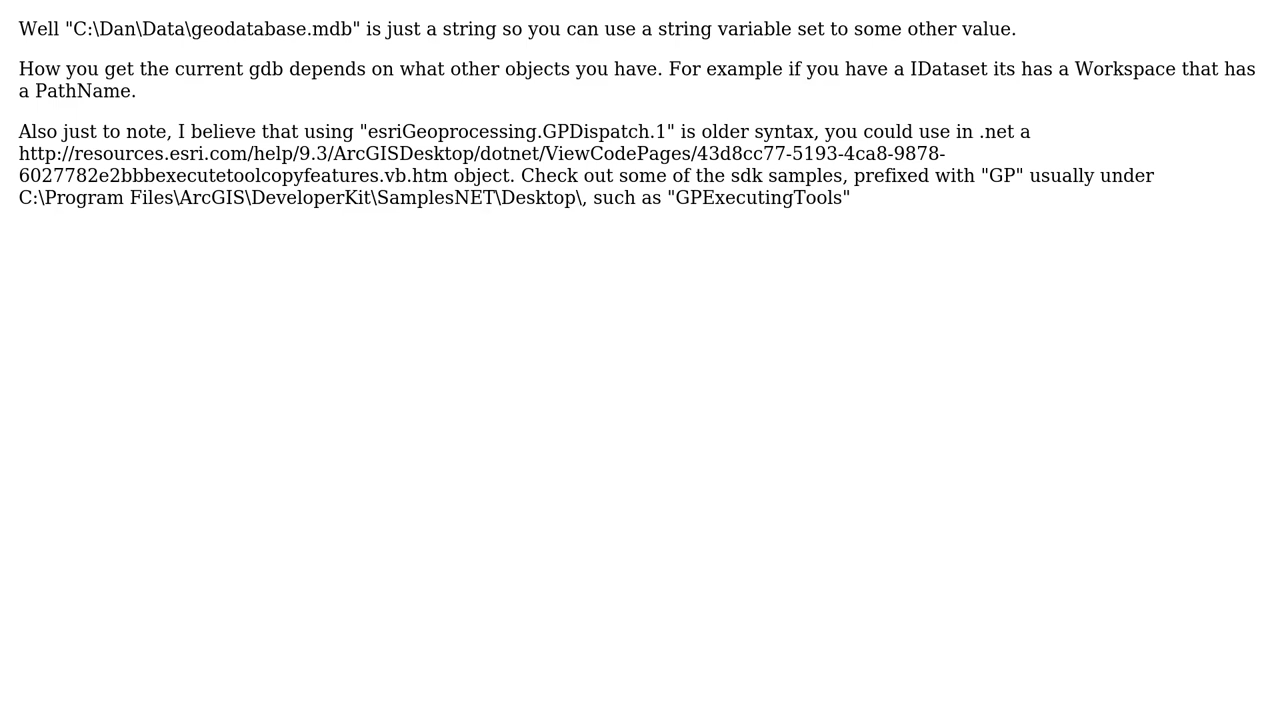 Well "C:\Dan\Data\geodatabase.mdb" is just a string so you can use a string variable set to some other value.
How you get the current gdb depends on what other objects you have. For example if you have a IDataset its has a Workspace that has
a PathName.
Also just to note, I believe that using "esriGeoprocessing.GPDispatch.1" is older syntax, you could use in .net a
http://resources.esri.com/help/9.3/ArcGISDesktop/dotnet/ViewCodePages/43d8cc77-5193-4ca8-9878-
6027782e2bbbexecutetoolcopyfeatures.vb.htm object. Check out some of the sdk samples, prefixed with "GP" usually under
C:\Program Files\ArcGIS\DeveloperKit\SamplesNET\Desktop\, such as "GPExecutingTools"